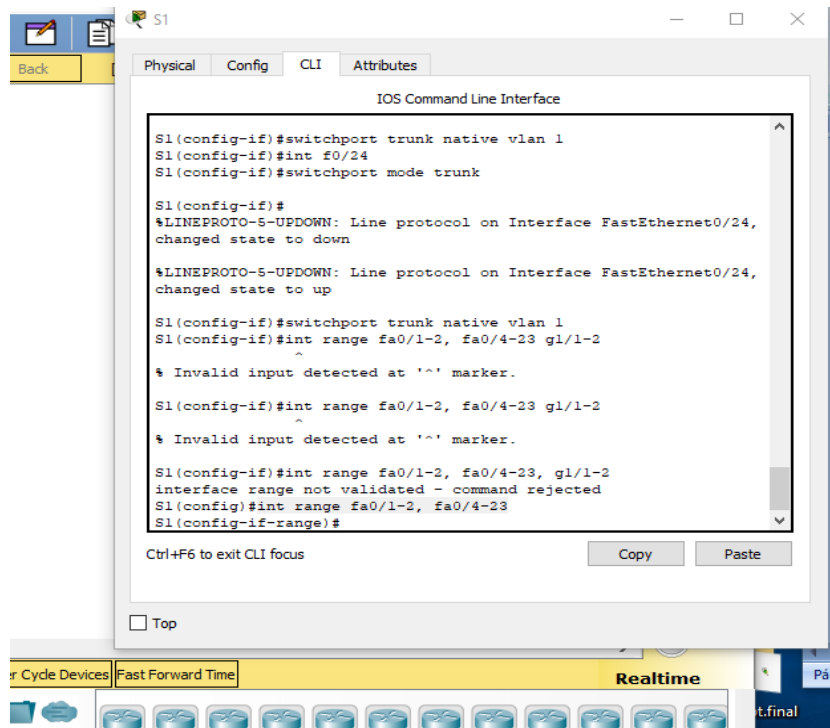 S1
Back
Physical Config CLI Attributes
IOS Command Line Interface
S1(config-if)#switchport trunk native vlan 1
S1(config-if)#int f0/24
S1(config-if)#switchport mode trunk
S1(config-if)#
%LINEPROTO-5-UPDOWN: Line protocol on Interface FastEthernet0/24,
changed state to down
%LINEPROTO-5-UPDOWN: Line protocol on Interface FastEthernet0/24,
changed state to up
S1(config-if)#switchport trunk native vlan 1
S1(config-if)#int range fa0/1-2, fa0/4-23 g1/1-2
^
% Invalid input detected at '^' marker.
S1(config-if)#int range fa0/1-2, fa0/4-23 g1/1-2
^
% Invalid input detected at '^' marker.
S1(config-if)#int range fa0/1-2, fa0/4-23, g1/1-2
interface range not validated - command rejected
S1(config)#int range fa0/1-2, fa0/4-23
S1(config-if-range)#
Ctrl+F6 to exit CLI focus
Copy Paste
Top
Cycle Devices Fast Forward Time
Realtime
t.final